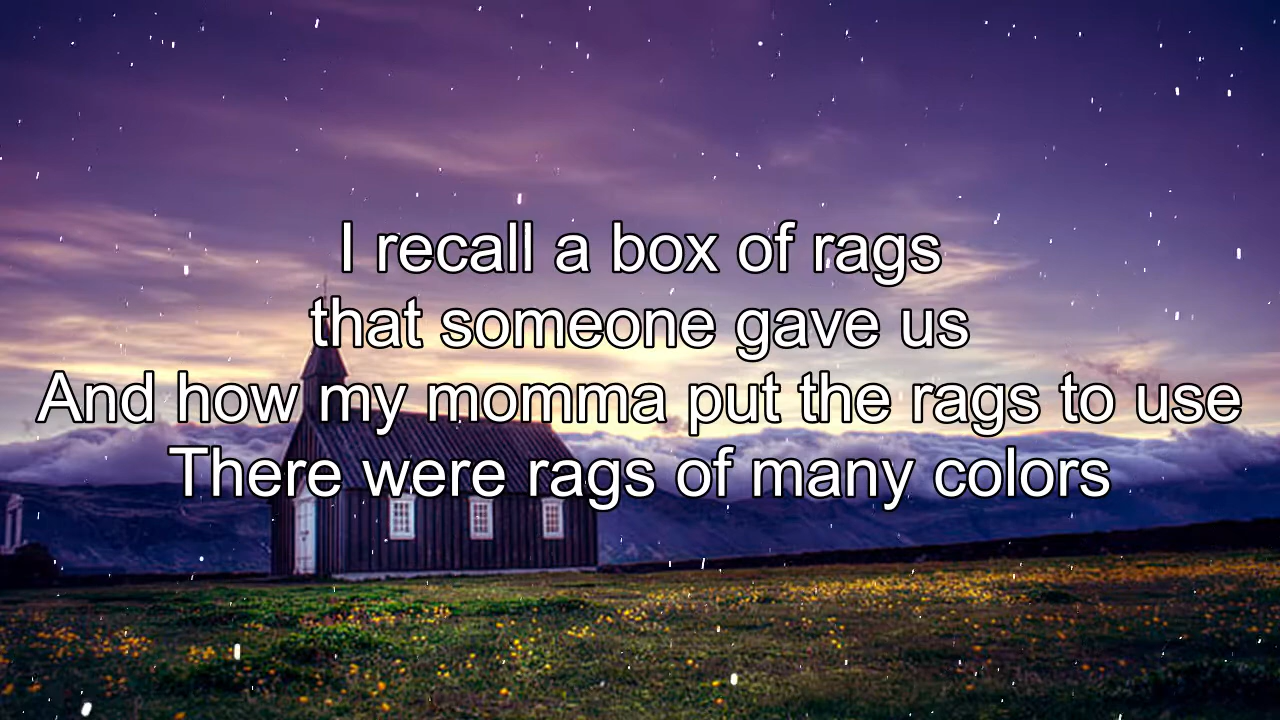 I recall a box of rags
that someone gave us
And how my momma put the rags to use
There were rags of many colors